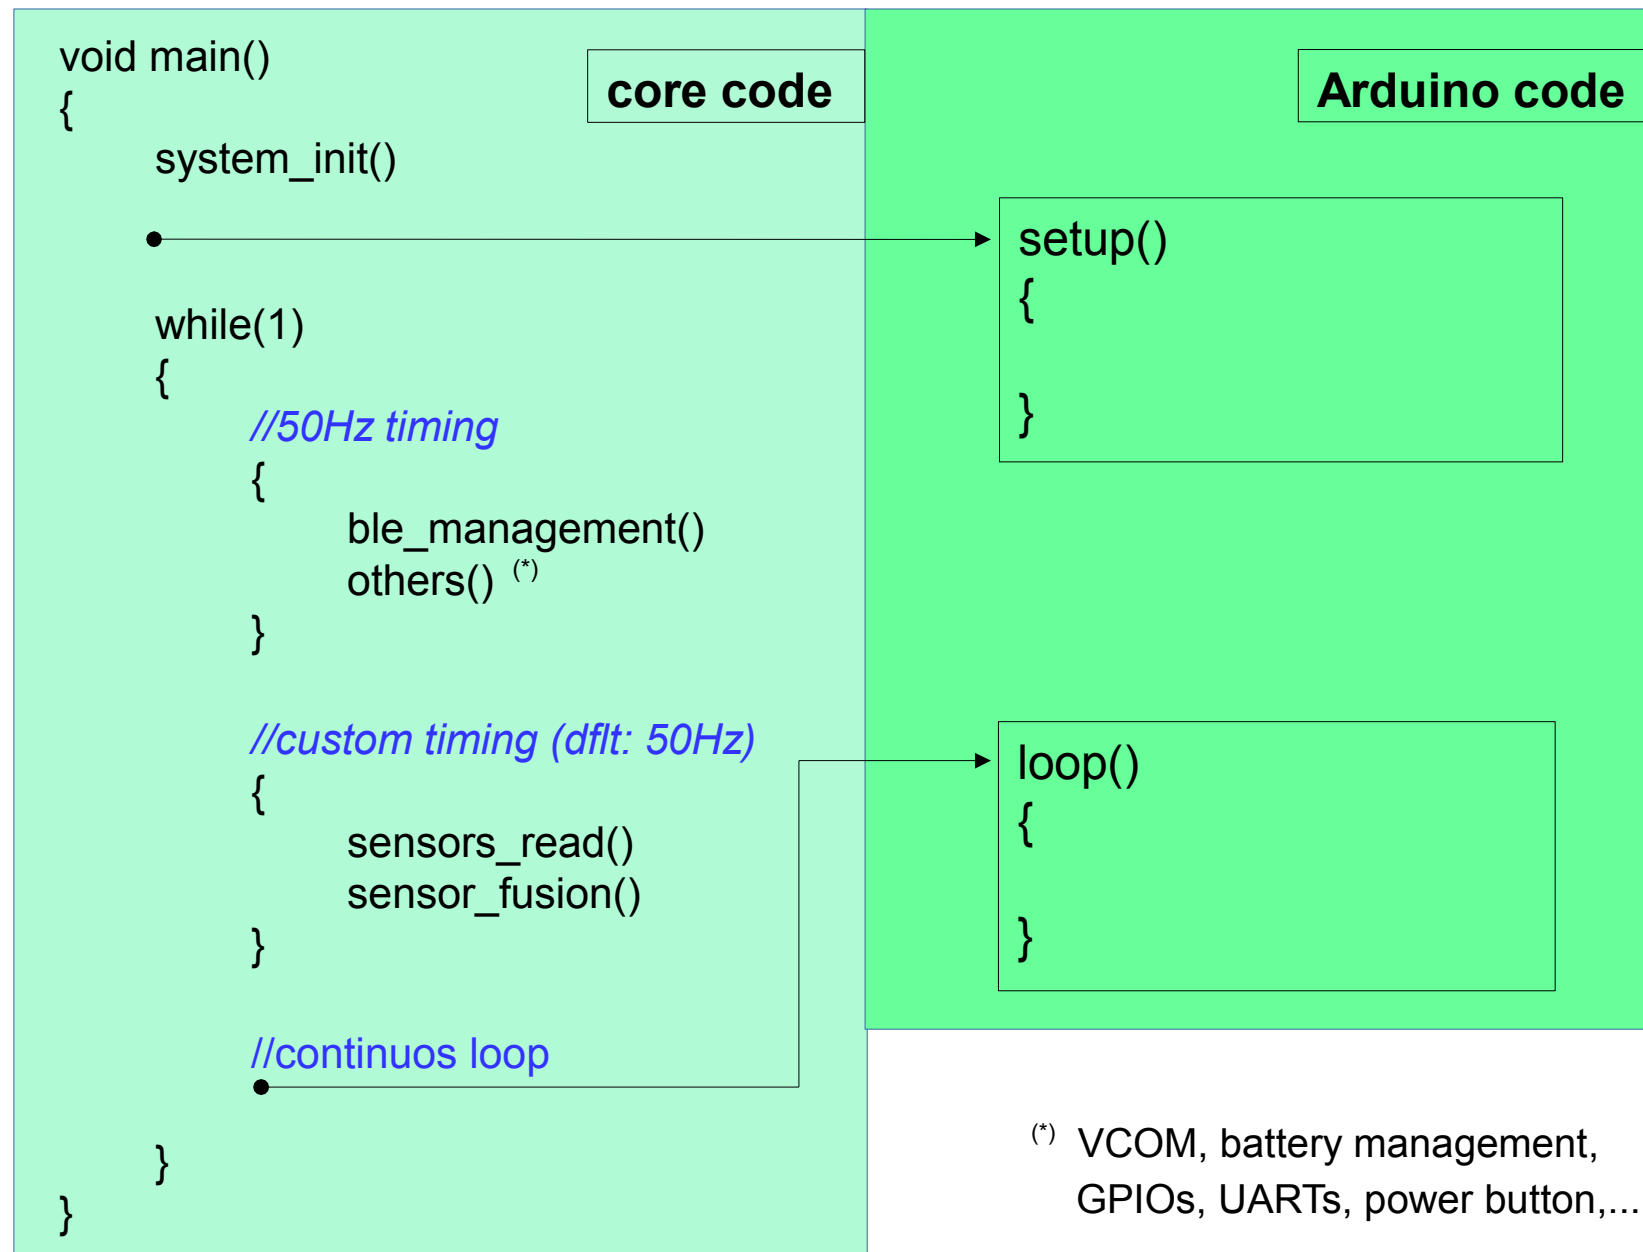 void main()
{
core code
system_init()
while(1)
{
//50Hz timing
{
ble_management()
others() (*)
}
//custom timing (dflt: 50Hz)
{
sensors_read()
sensor_fusion()
}
//continuos loop
}
}
Arduino code
setup()
{
}
loop()
{
}
(*) VCOM, battery management,
GPIOs, UARTs, power button,...